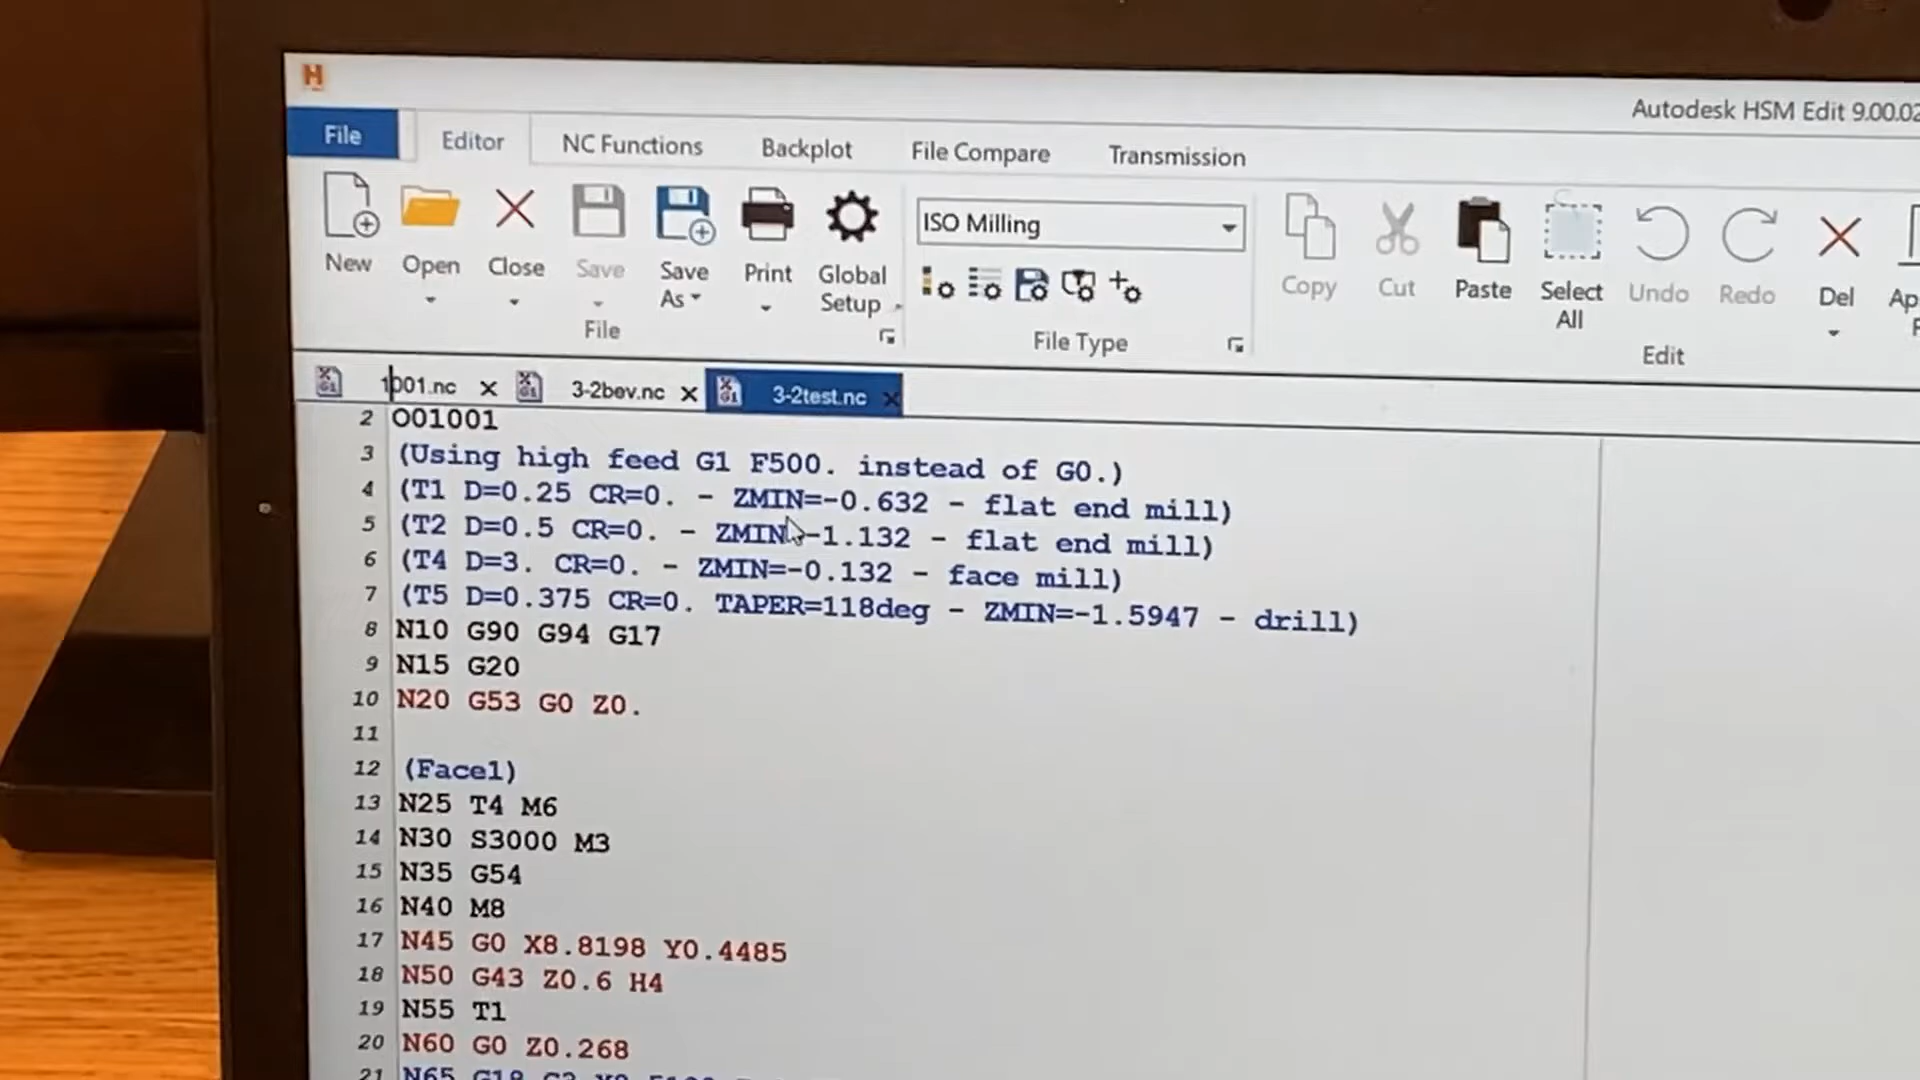 H
Autodesk HSM Edit 9.00.02
File Editor NC Functions Backplot File Compare Transmission
New Open Close Save Save As Print Global Setup
ISO Milling
Copy Cut Paste Select All Undo Redo Del
File File Type Edit
1001.nc 3-2bev.nc 3-2test.nc
2 O01001
3 (Using high feed G1 F500. instead of G0.)
4 (T1 D=0.25 CR=0. - ZMIN=-0.632 - flat end mill)
5 (T2 D=0.5 CR=0. - ZMIN=-1.132 - flat end mill)
6 (T4 D=3. CR=0. - ZMIN=-0.132 - face mill)
7 (T5 D=0.375 CR=0. TAPER=118deg - ZMIN=-1.5947 - drill)
8 N10 G90 G94 G17
9 N15 G20
10 N20 G53 G0 Z0.
11
12 (Face1)
13 N25 T4 M6
14 N30 S3000 M3
15 N35 G54
16 N40 M8
17 N45 G0 X8.8198 Y0.4485
18 N50 G43 Z0.6 H4
19 N55 T1
20 N60 G0 Z0.268
21 N65